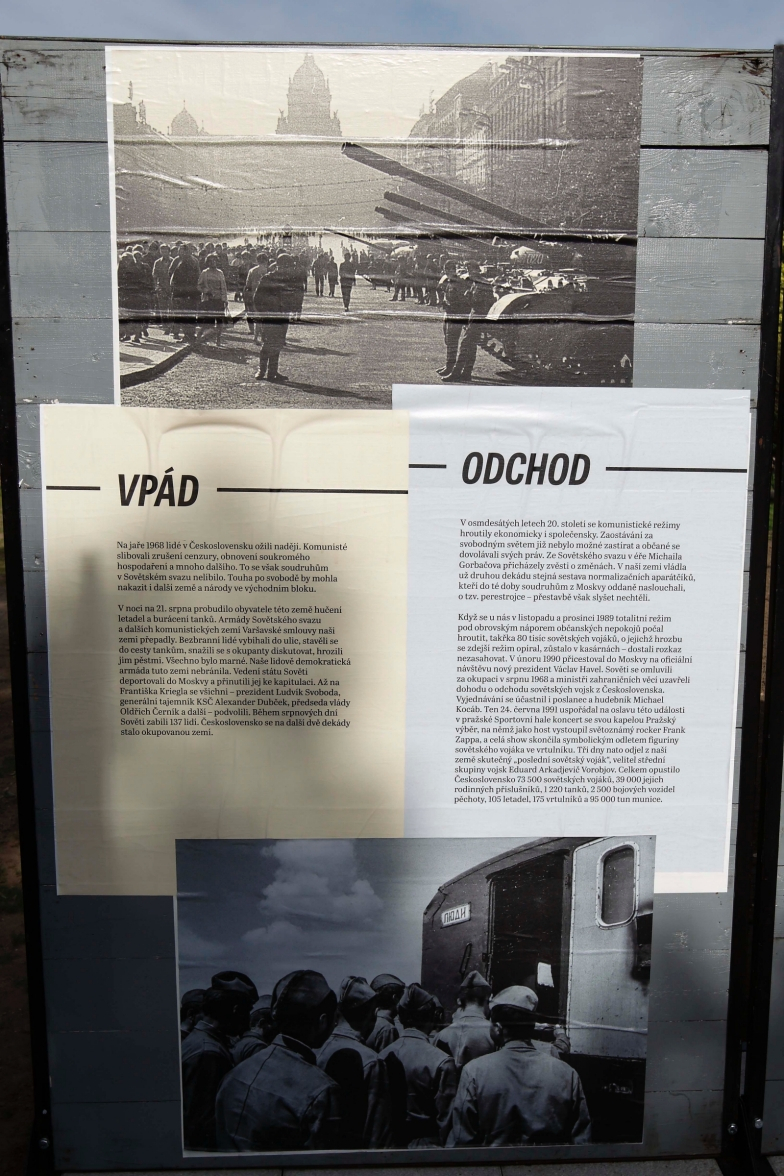 VPÁD
Na jaře 1968 lidé v Československu ožili nadějí. Komunisté
slibovali zrušení cenzury, obnovení soukromého
hospodaření a mnoho dalšího. To se však soudruhům
v Sovětském svazu nelíbilo. Touha po svobodě by mohla
nakazit i další země a národy ve východním bloku.
V noci na 21. srpna probudilo obyvatele této země hučení
letadel a burácení tanků. Armády Sovětského svazu
a dalších komunistických zemí Varšavské smlouvy naši
zemi přepadly. Bezbranní lidé vybíhali do ulic, stavěli se
do cesty tankům, snažili se s okupanty diskutovat, hrozili
jim pěstmi. Všechno bylo marné. Naše lidově demokratická
armáda tuto zemi nebránila. Vedení státu Sověti
deportovali do Moskvy a přinutili jej ke kapitulaci. Až na
Františka Kriegla se všichni – prezident Ludvík Svoboda,
generální tajemník KSČ Alexander Dubček, předseda vlády
Oldřich Černík a další – podvolili. Během srpnových dní
Sověti zabili 137 lidí. Československo se na další dvě dekády
stalo okupovanou zemí.
ODCHOD
V osmdesátých letech 20. století se komunistické režimy
hroutily ekonomicky i společensky. Zaostávání za
svobodným světem již nebylo možné zastírat a občané se
dovolávali svých práv. Ze Sovětského svazu v éře Michaila
Gorbačova přicházely zvěsti o změnách. V naší zemi vládla
už druhou dekádu stejná sestava normalizačních aparátčíků,
kteří do té doby soudruhům z Moskvy oddaně naslouchali,
o tzv. perestrojce – přestavbě však slyšet nechtěli.
Když se u nás v listopadu a prosinci 1989 totalitní režim
pod obrovským náporem občanských nepokojů počal
hroutit, takřka 80 tisíc sovětských vojáků, o jejichž hrozbu
se zdejší režim opíral, zůstalo v kasárnách – dostali rozkaz
nezasahovat. V únoru 1990 přicestoval do Moskvy na oficiální
návštěvu nový prezident Václav Havel. Sověti se omluvili
za okupaci v srpnu 1968 a ministři zahraničních věcí uzavřeli
dohodu o odchodu sovětských vojsk z Československa.
Vyjednávání se účastnil i poslanec a hudebník Michael
Kocáb. Ten 24. června 1991 uspořádal na oslavu této události
v pražské Sportovní hale koncert se svou kapelou Pražský
výběr, na němž jako host vystoupil světoznámý rocker Frank
Zappa, a celá show skončila symbolickým odletem figuríny
sovětského vojáka ve vrtulníku. Tři dny nato odjel z naší
země skutečný „poslední sovětský voják“, velitel střední
skupiny vojsk Eduard Arkadjevič Vorobjov. Celkem opustilo
Československo 73 500 sovětských vojáků, 39 000 jejich
rodinných příslušníků, 1 220 tanků, 2 500 bojových vozidel
pěchoty, 105 letadel, 175 vrtulníků a 95 000 tun munice.
ЛЮДИ